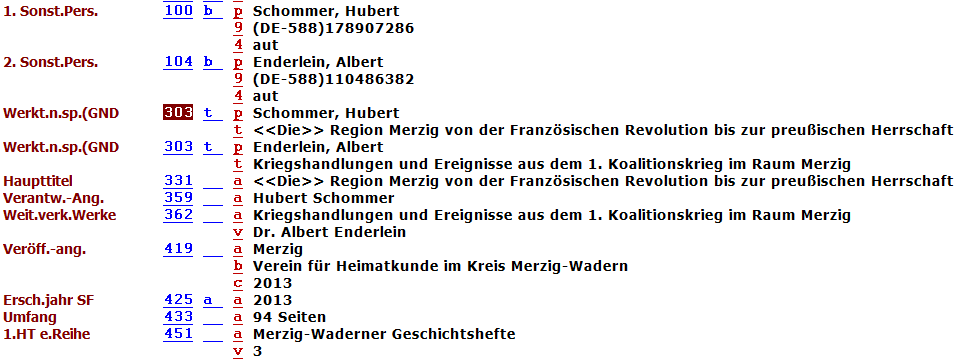 1. Sonst.Pers. 100 b p Schommer, Hubert
9 (DE-588)178907286
4 aut
2. Sonst.Pers. 104 b p Enderlein, Albert
9 (DE-588)110486382
4 aut
Werkt.n.sp.(GND 303 t p Schommer, Hubert
t <<Die>> Region Merzig von der Französischen Revolution bis zur preußischen Herrschaft
Werkt.n.sp.(GND 303 t p Enderlein, Albert
t Kriegshandlungen und Ereignisse aus dem 1. Koalitionskrieg im Raum Merzig
Haupttitel 331 a <<Die>> Region Merzig von der Französischen Revolution bis zur preußischen Herrschaft
Verantw.-Ang. 359 a Hubert Schommer
Weit.verk.Werke 362 a Kriegshandlungen und Ereignisse aus dem 1. Koalitionskrieg im Raum Merzig
v Dr. Albert Enderlein
Veröff.-ang. 419 a Merzig
b Verein für Heimatkunde im Kreis Merzig-Wadern
c 2013
Ersch.jahr SF 425 a a 2013
Umfang 433 a 94 Seiten
1.HT e.Reihe 451 a Merzig-Waderner Geschichtshefte
v 3